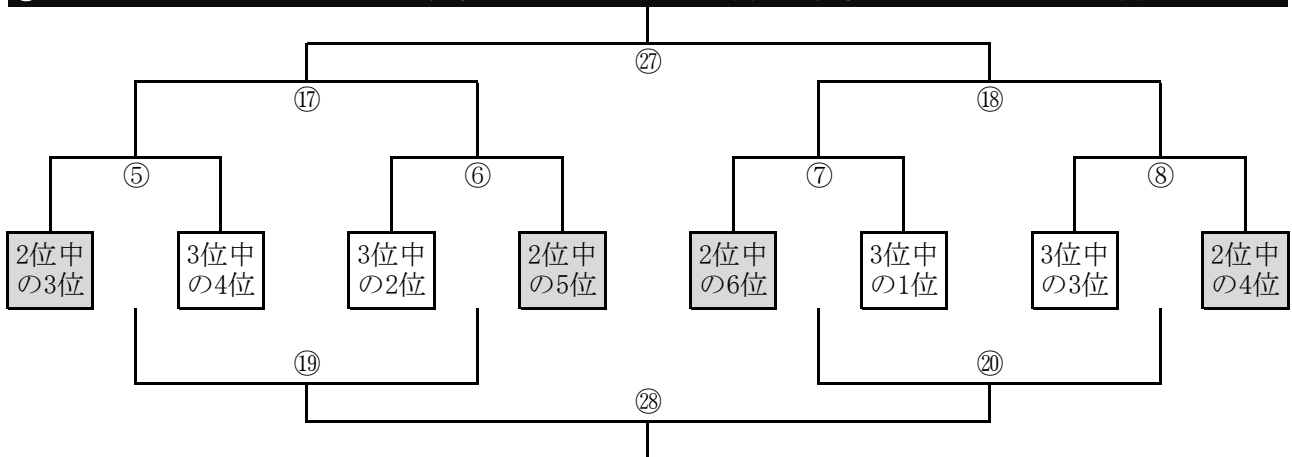 ㉗
⑰
⑱
⑤
⑥
⑦
⑧
2位中
の3位
3位中
の4位
3位中
の2位
2位中
の5位
2位中
の6位
3位中
の1位
3位中
の3位
2位中
の4位
⑲
⑳
㉘